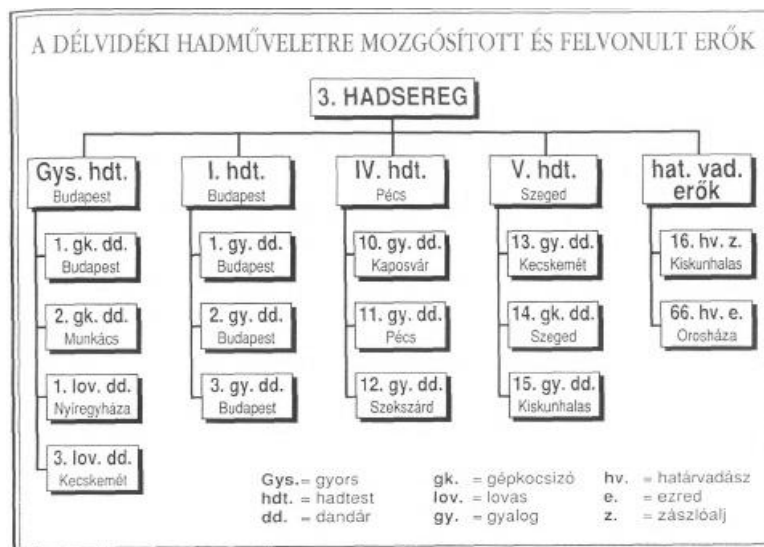 A DÉLVIDÉKI HADMŰVELETRE MOZGÓSÍTOTT ÉS FELVONULT ERŐK
3. HADSEREG
Gys. hdt.
Budapest
1. gk. dd.
Budapest
2. gk. dd.
Munkács
1. lov. dd.
Nyíregyháza
3. lov. dd.
Kecskemét
I. hdt.
Budapest
1. gy. dd.
Budapest
2. gy. dd.
Budapest
3. gy. dd.
Budapest
IV. hdt.
Pécs
10. gy. dd.
Kaposvár
11. gy. dd.
Pécs
12. gy. dd.
Szekszárd
V. hdt.
Szeged
13. gy. dd.
Kecskemét
14. gk. dd.
Szeged
15. gy. dd.
Kiskunhalas
hat. vad.
erők
16. hv. z.
Kiskunhalas
66. hv. e.
Orosháza
Gys.= gyors
hdt.= hadtest
dd. = dandár
gk. = gépkocsizó
lov. = lovas
gy. = gyalog
hv. = határvadász
e. = ezred
z. = zászlóalj